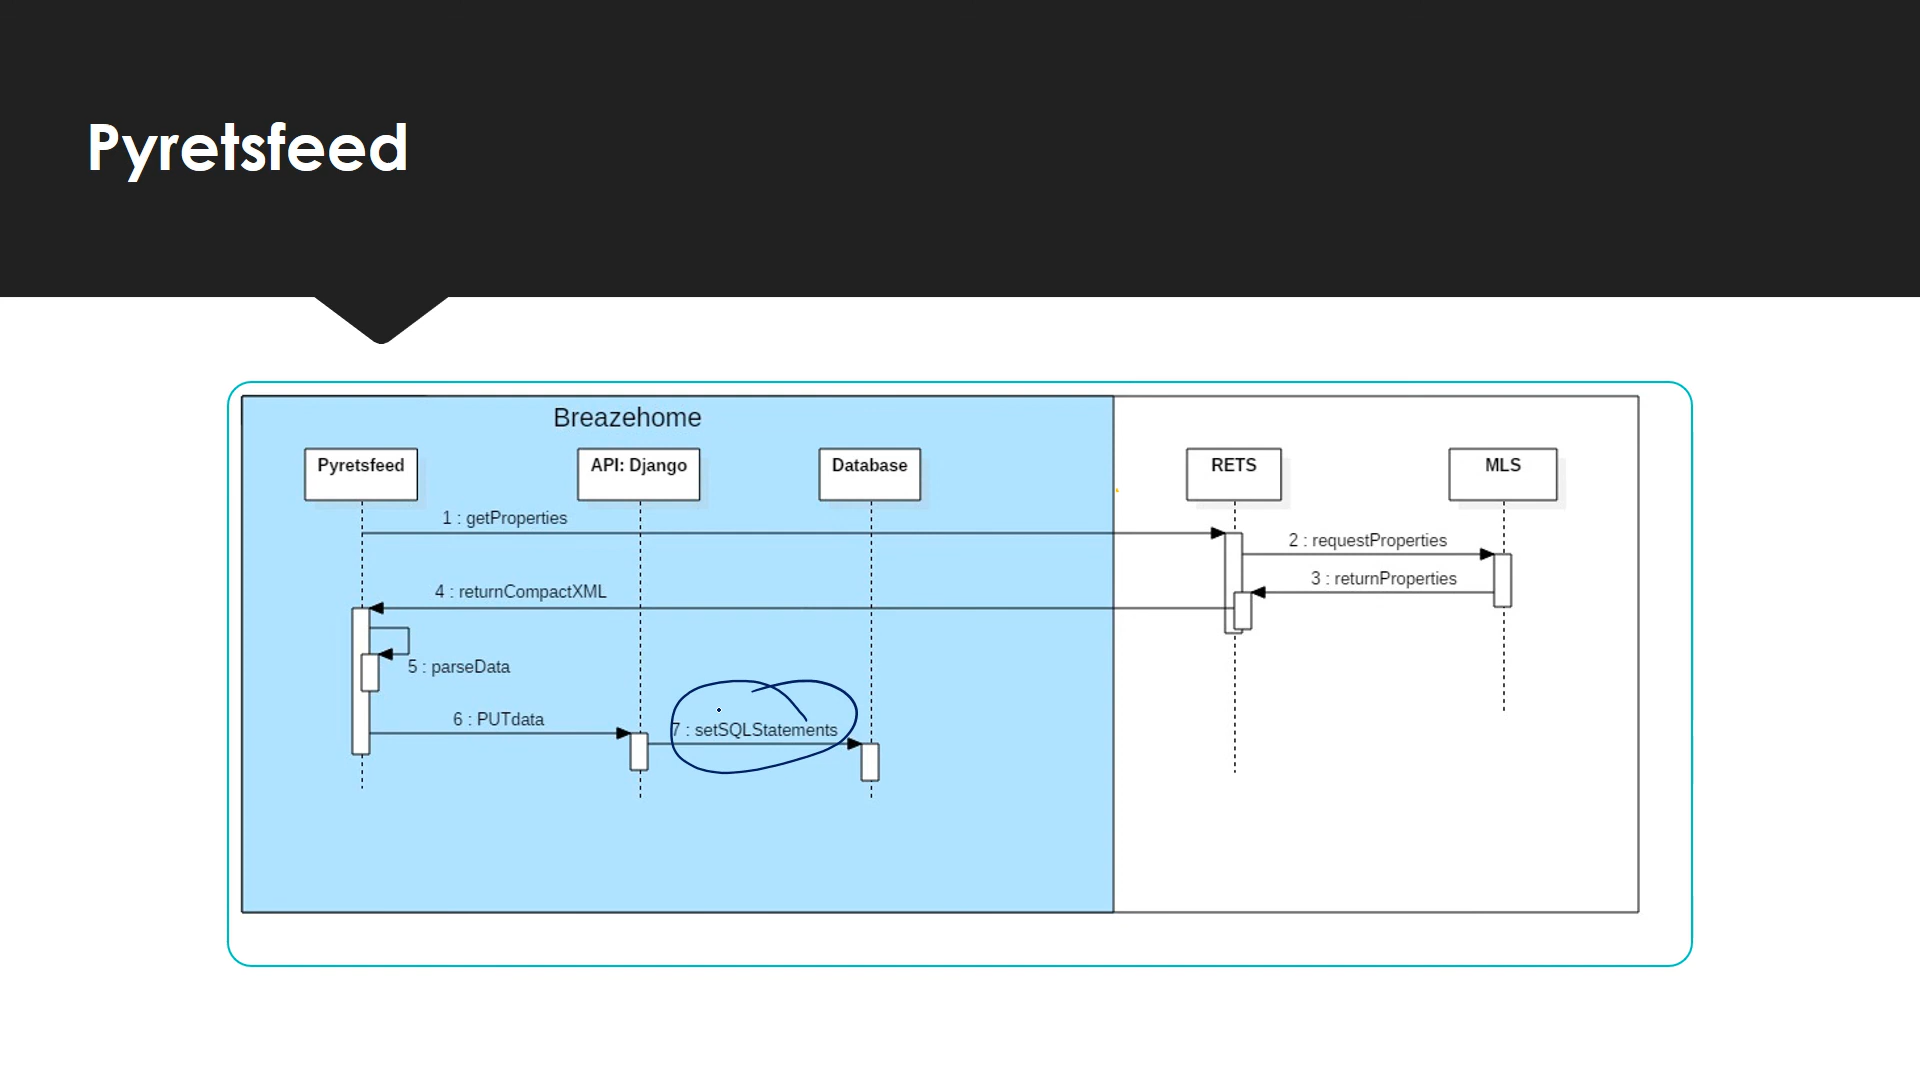 Pyretsfeed
Breazehome
Pyretsfeed
API: Django
Database
RETS
MLS
1 : getProperties
2 : requestProperties
3 : returnProperties
4 : returnCompactXML
5 : parseData
6 : PUTdata
7 : setSQLStatements